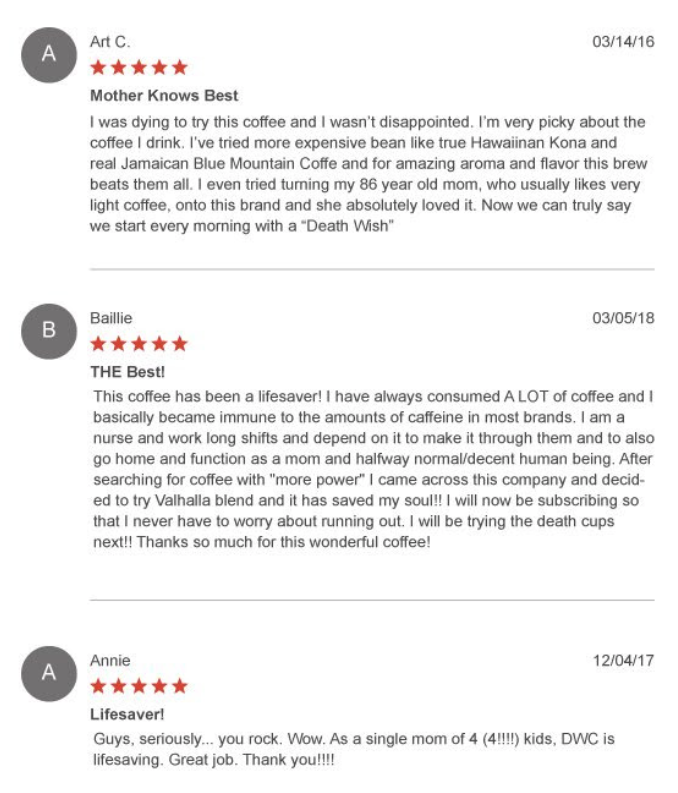 A
Art C.
03/14/16
Mother Knows Best
I was dying to try this coffee and I wasn't disappointed. I'm very picky about the
coffee I drink. I've tried more expensive bean like true Hawaiinan Kona and
real Jamaican Blue Mountain Coffe and for amazing aroma and flavor this brew
beats them all. I even tried turning my 86 year old mom, who usually likes very
light coffee, onto this brand and she absolutely loved it. Now we can truly say
we start every morning with a “Death Wish”
B
Baillie
03/05/18
THE Best!
This coffee has been a lifesaver! I have always consumed A LOT of coffee and I
basically became immune to the amounts of caffeine in most brands. I am a
nurse and work long shifts and depend on it to make it through them and to also
go home and function as a mom and halfway normal/decent human being. After
searching for coffee with "more power" I came across this company and decid-
ed to try Valhalla blend and it has saved my soul!! I will now be subscribing so
that I never have to worry about running out. I will be trying the death cups
next!! Thanks so much for this wonderful coffee!
A
Annie
12/04/17
Lifesaver!
Guys, seriously... you rock. Wow. As a single mom of 4 (4!!!!) kids, DWC is
lifesaving. Great job. Thank you!!!!